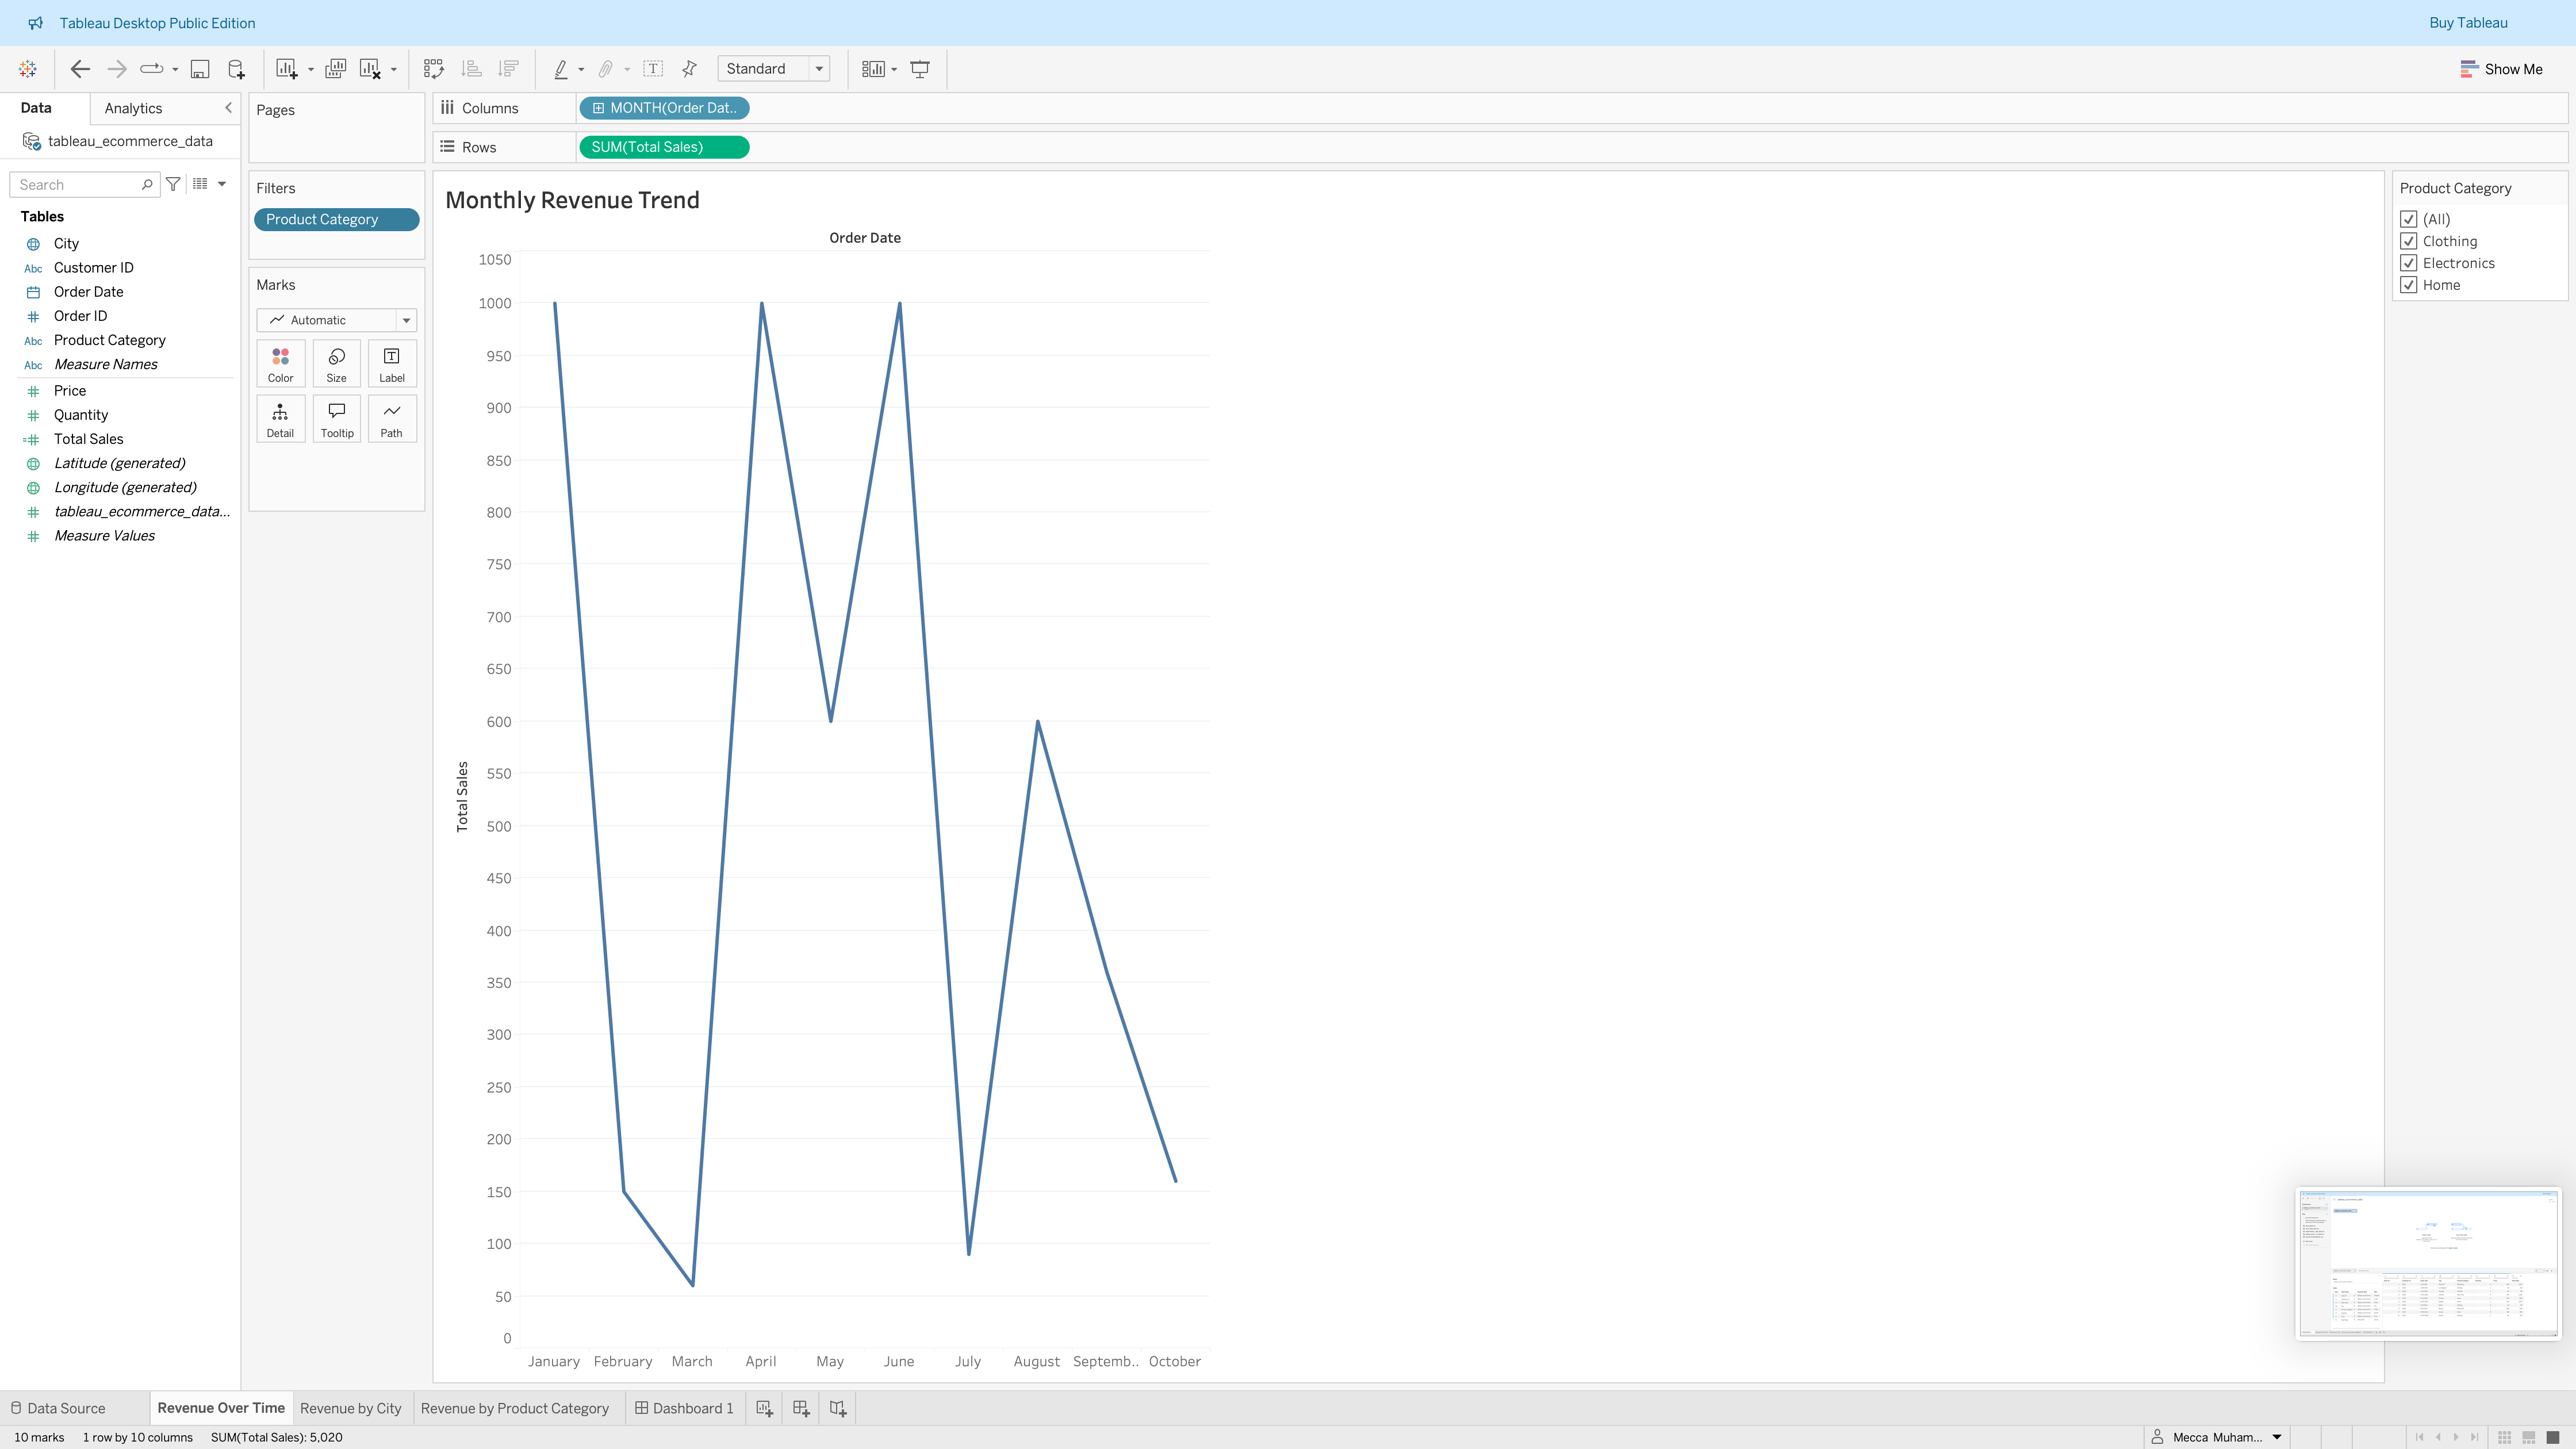 Tableau Desktop Public Edition
Buy Tableau
Standard
Show Me
Data
Analytics
tableau_ecommerce_data
Search
Tables
City
Abc Customer ID
Order Date
Order ID
Abc Product Category
Abc Measure Names
Price
Quantity
=# Total Sales
Latitude (generated)
Longitude (generated)
tableau_ecommerce_data...
Measure Values
Pages
Filters
Product Category
Marks
Automatic
Color
Size
Label
Detail
Tooltip
Path
Columns
MONTH(Order Dat..
Rows
SUM(Total Sales)
Monthly Revenue Trend
Order Date
1050
1000
950
900
850
800
750
700
650
600
550
500
450
400
350
300
250
200
150
100
50
0
Total Sales
January February March April May June July August Septemb.. October
Product Category
(All)
Clothing
Electronics
Home
Data Source
Revenue Over Time
Revenue by City
Revenue by Product Category
Dashboard 1
10 marks 1 row by 10 columns SUM(Total Sales): 5,020
Mecca Muham...